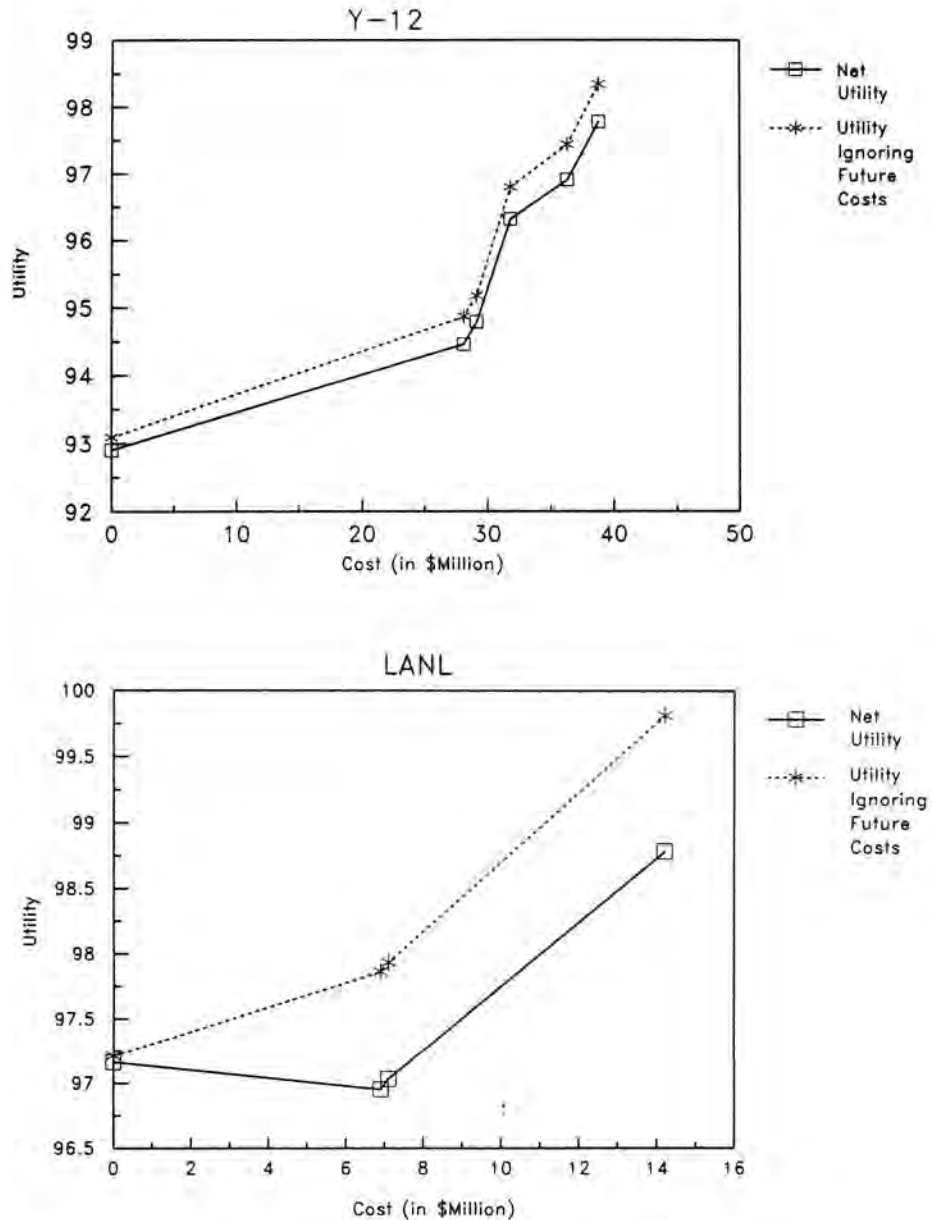 Y-12
99
98
97
96
95
94
93
92
Utility
0 10 20 30 40 50
Cost (in $Million)
Net
Utility
Utility
Ignoring
Future
Costs
LANL
100
99.5
99
98.5
98
97.5
97
96.5
Utility
0 2 4 6 8 10 12 14 16
Cost (in $Million)
Net
Utility
Utility
Ignoring
Future
Costs